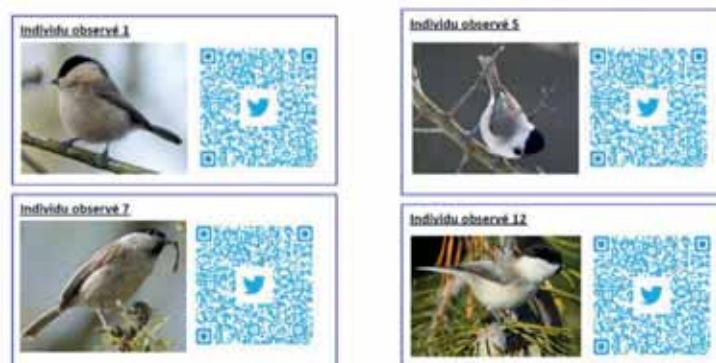 Individu observé 1
Individu observé 5
Individu observé 7
Individu observé 12